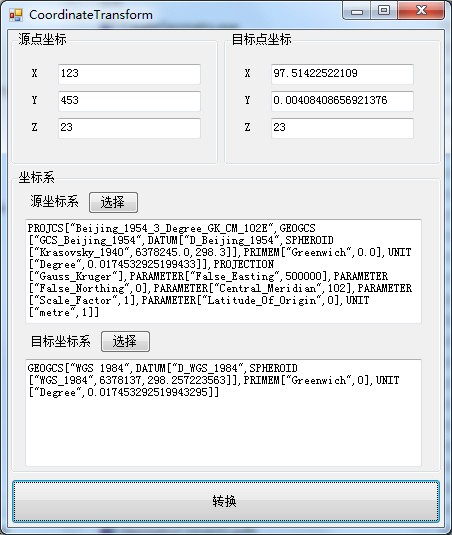 CoordinateTransform
源点坐标
X 123
Y 453
Z 23
目标点坐标
X 97.51422522109
Y 0.00408408656921376
Z 23
坐标系
源坐标系 选择
PROJCS["Beijing_1954_3_Degree_GK_CM_102E",GEOGCS
["GCS_Beijing_1954",DATUM["D_Beijing_1954",SPHEROID
["Krasovsky_1940",6378245.0,298.3]],PRIMEM["Greenwich",0.0],UNIT
["Degree",0.0174532925199433]],PROJECTION
["Gauss_Kruger"],PARAMETER["False_Easting",500000],PARAMETER
["False_Northing",0],PARAMETER["Central_Meridian",102],PARAMETER
["Scale_Factor",1],PARAMETER["Latitude_Of_Origin",0],UNIT
["metre",1]]
目标坐标系 选择
GEOGCS["WGS 1984",DATUM["D_WGS_1984",SPHEROID
["WGS_1984",6378137,298.257223563]],PRIMEM["Greenwich",0],UNIT
["Degree",0.017453292519943295]]
转换